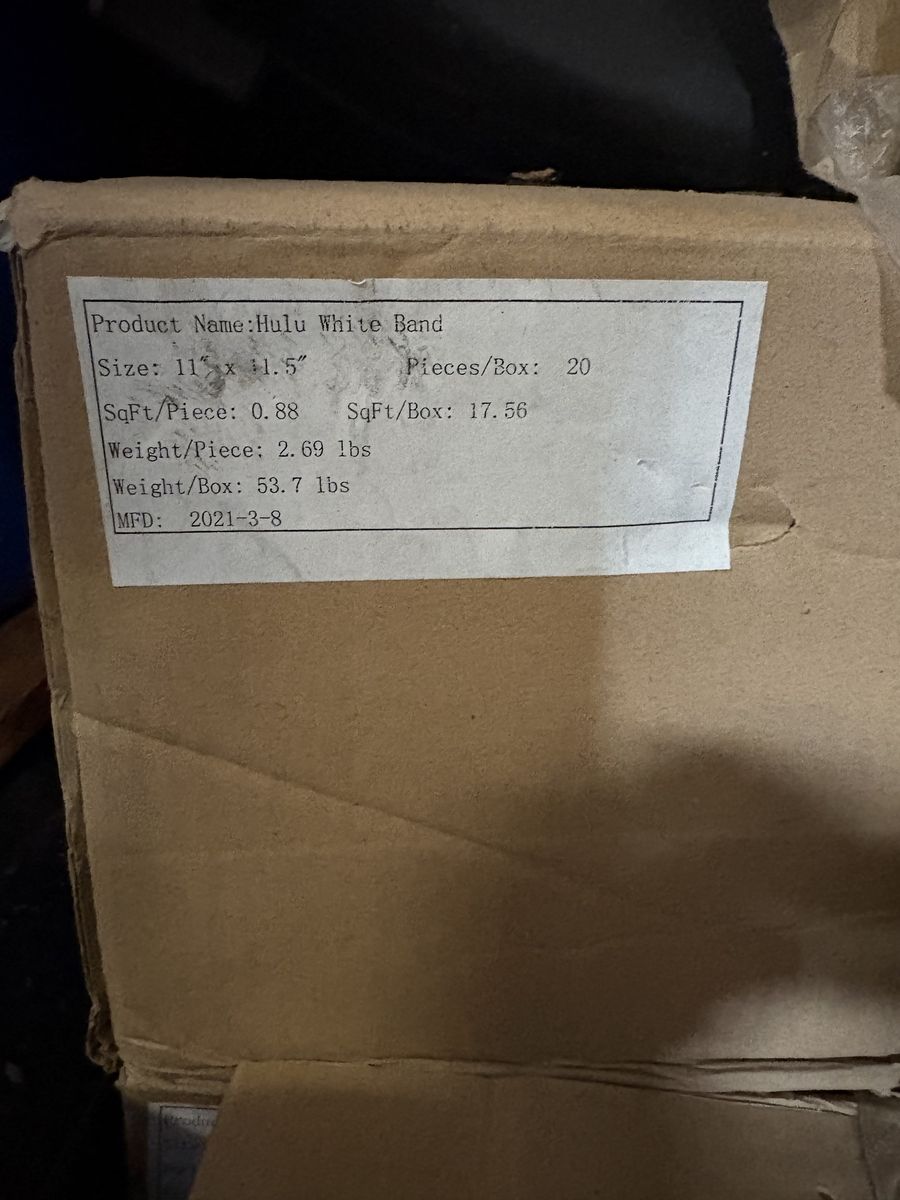 Product Name:Hulu White Band
Size: 11″ x 11.5″ Pieces/Box: 20
SqFt/Piece: 0.88 SqFt/Box: 17.56
Weight/Piece: 2.69 lbs
Weight/Box: 53.7 lbs
MFD: 2021-3-8